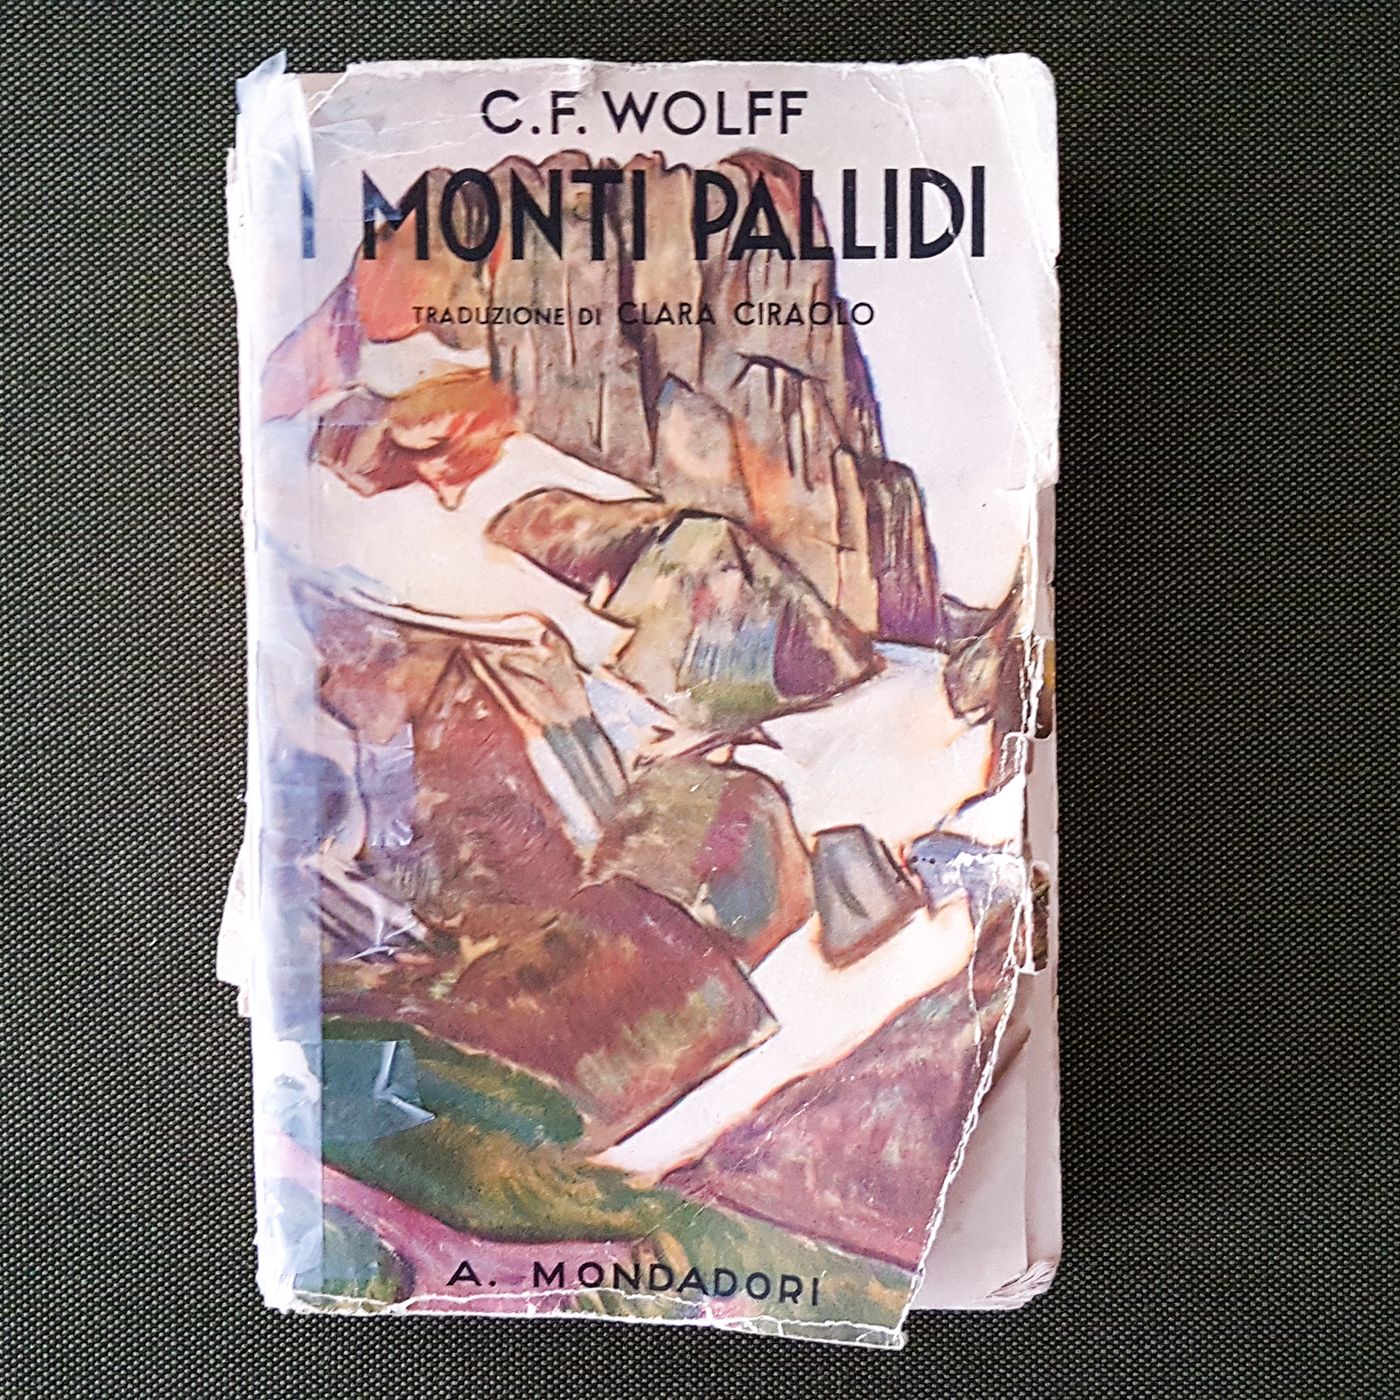 C.F. WOLFF
I MONTI PALLIDI
TRADUZIONE DI CLARA CIRAOLO
A. MONDADORI